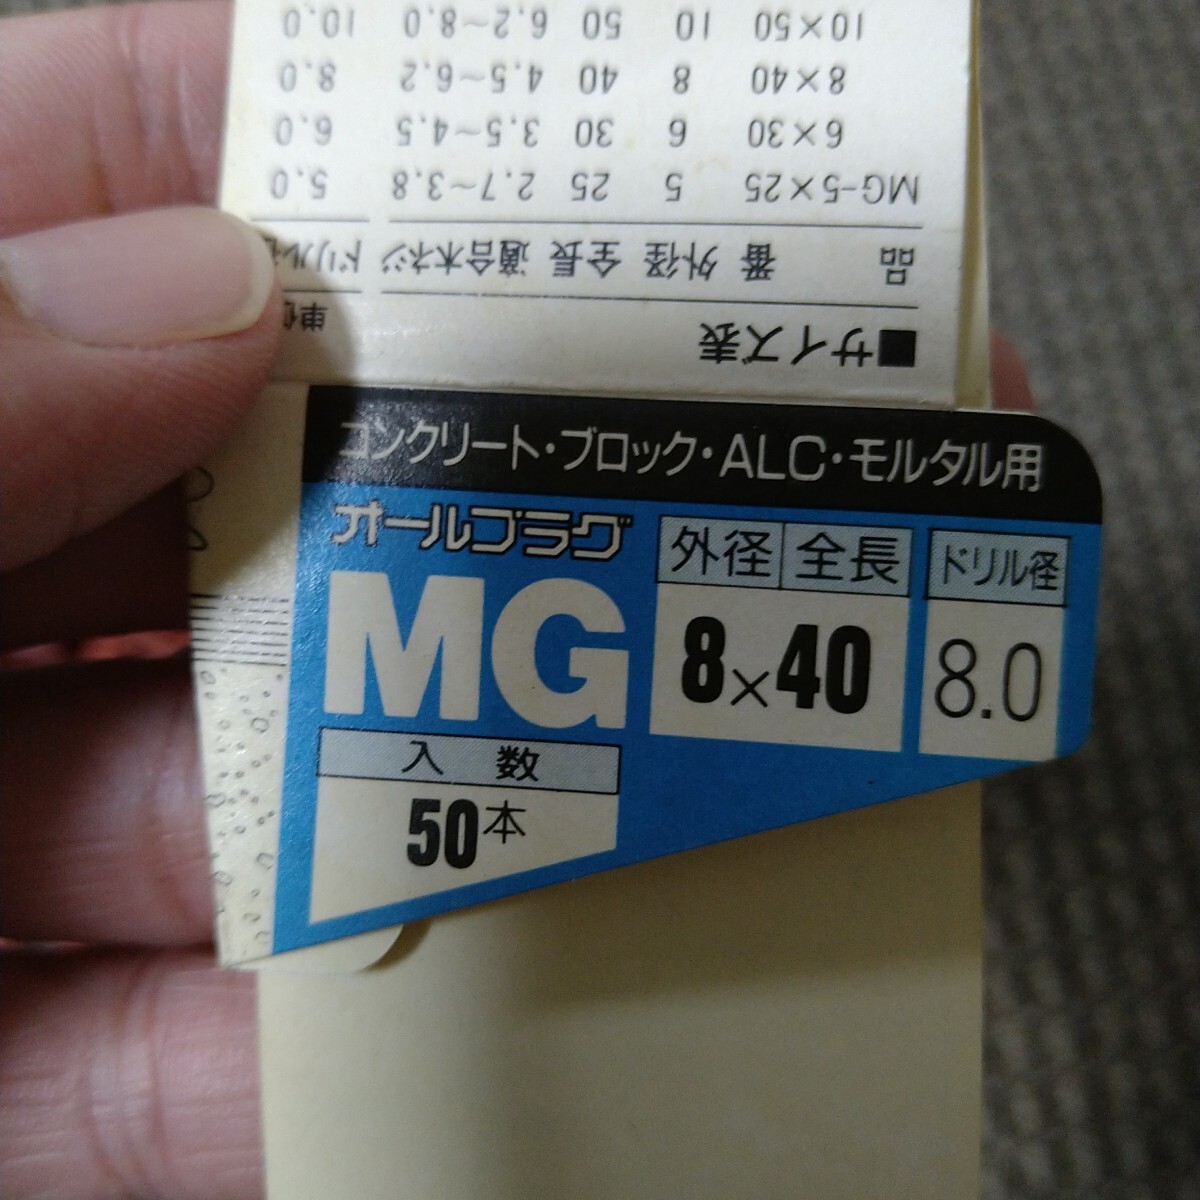 コンクリート・ブロック・ALC・モルタル用
オールプラグ
MG
外径 全長 ドリル径
8×40 8.0
入数
50本
■サイズ表
品番 外径 全長 適合木ネジ ドリル
MG-5×25 5 25 2.7~3.8 5.0
6×30 6 30 3.5~4.5 6.0
8×40 8 40 4.5~6.2 8.0
10×50 10 50 6.2~8.0 10.0